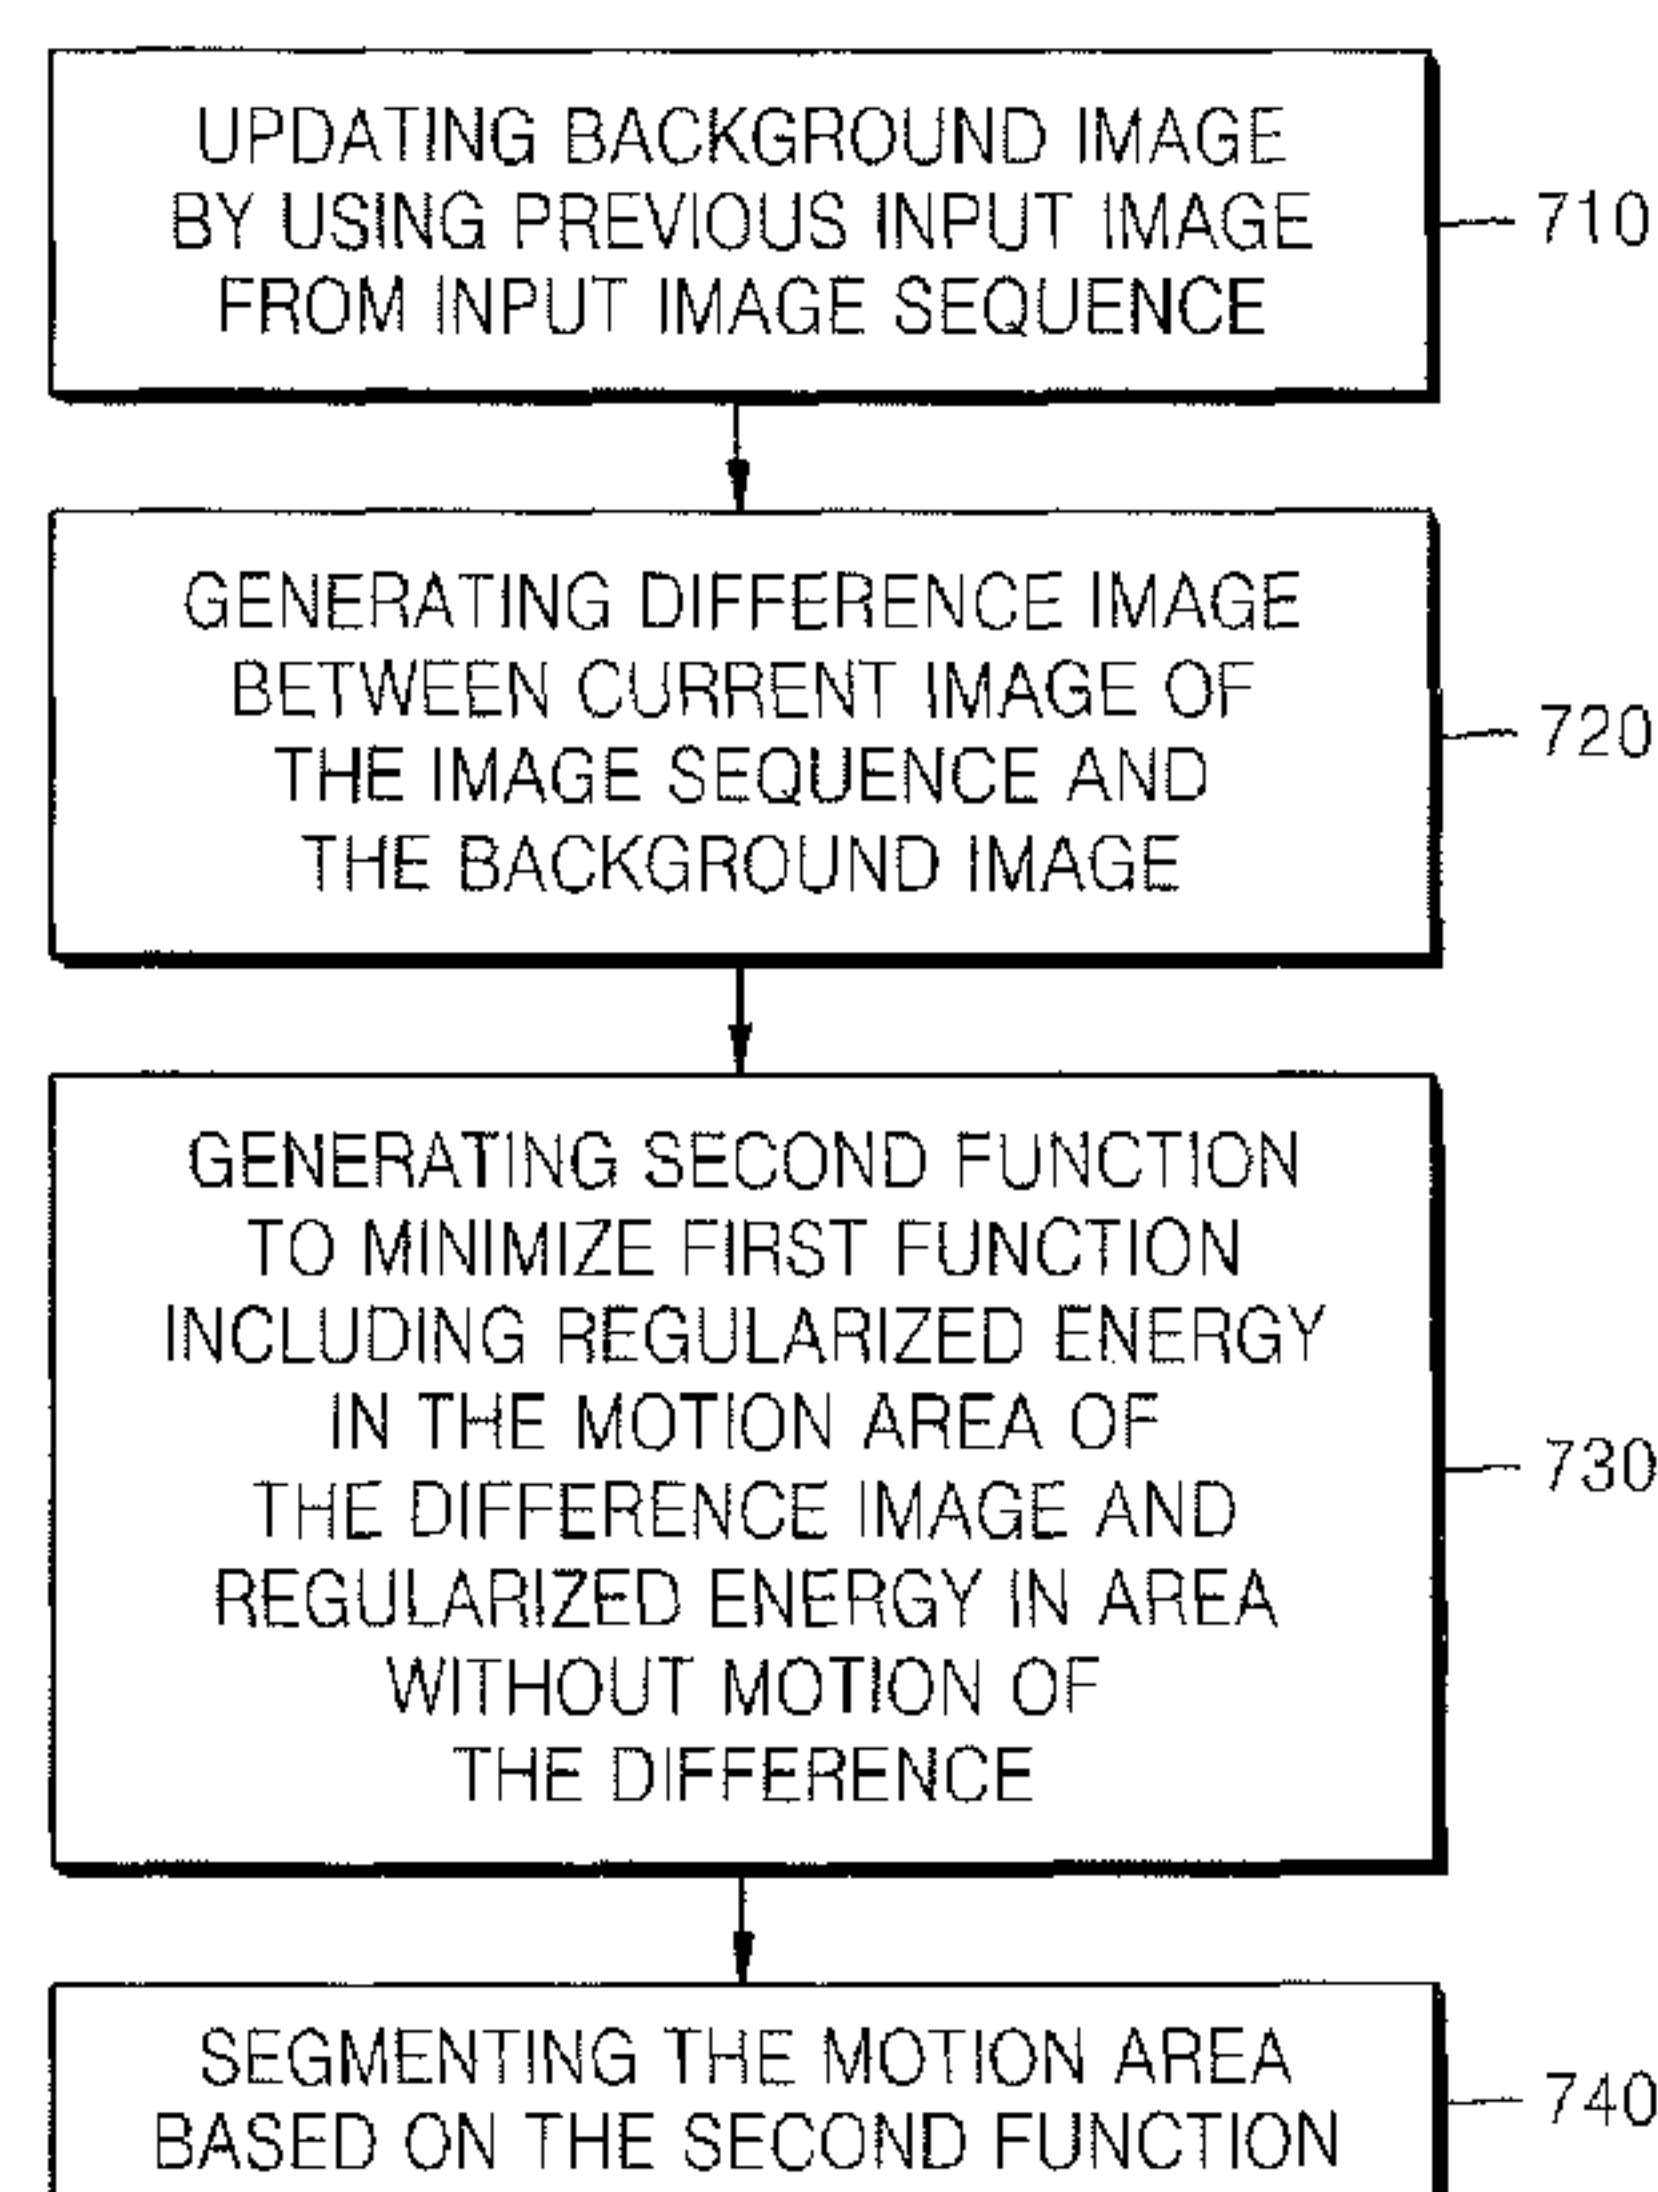 UPDATING BACKGROUND IMAGE
BY USING PREVIOUS INPUT IMAGE
FROM INPUT IMAGE SEQUENCE
710
GENERATING DIFFERENCE IMAGE
BETWEEN CURRENT IMAGE OF
THE IMAGE SEQUENCE AND
THE BACKGROUND IMAGE
720
GENERATING SECOND FUNCTION
TO MINIMIZE FIRST FUNCTION
INCLUDING REGULARIZED ENERGY
IN THE MOTION AREA OF
THE DIFFERENCE IMAGE AND
REGULARIZED ENERGY IN AREA
WITHOUT MOTION OF
THE DIFFERENCE
730
SEGMENTING THE MOTION AREA
BASED ON THE SECOND FUNCTION
740